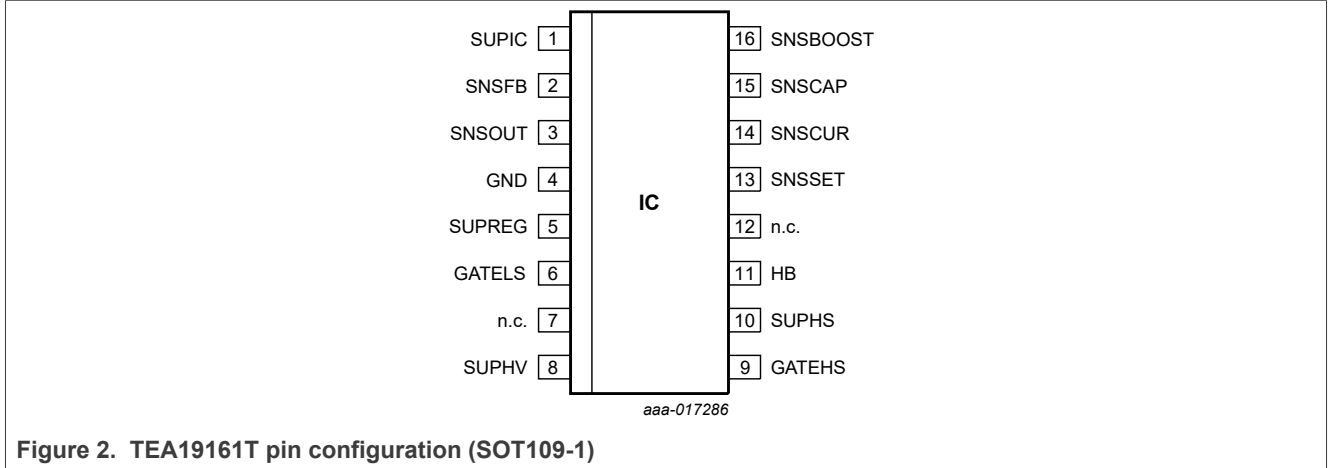 SUPIC 1 16 SNSBOOST
SNSFB 2 15 SNSCAP
SNSOUT 3 14 SNSCUR
GND 4 13 SNSSET
IC
SUPREG 5 12 n.c.
GATELS 6 11 HB
n.c. 7 10 SUPHS
SUPHV 8 9 GATEHS
aaa-017286
Figure 2. TEA19161T pin configuration (SOT109-1)